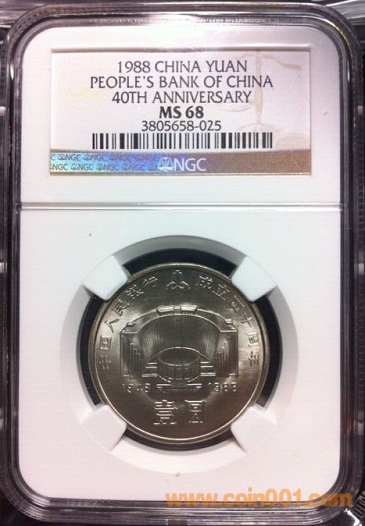 1988 CHINA YUAN
PEOPLE'S BANK OF CHINA
40TH ANNIVERSARY
MS 68
3805658-025
NGC
中国人民银行 成立四十周年
1948 1988
壹圆
www.coin001.com